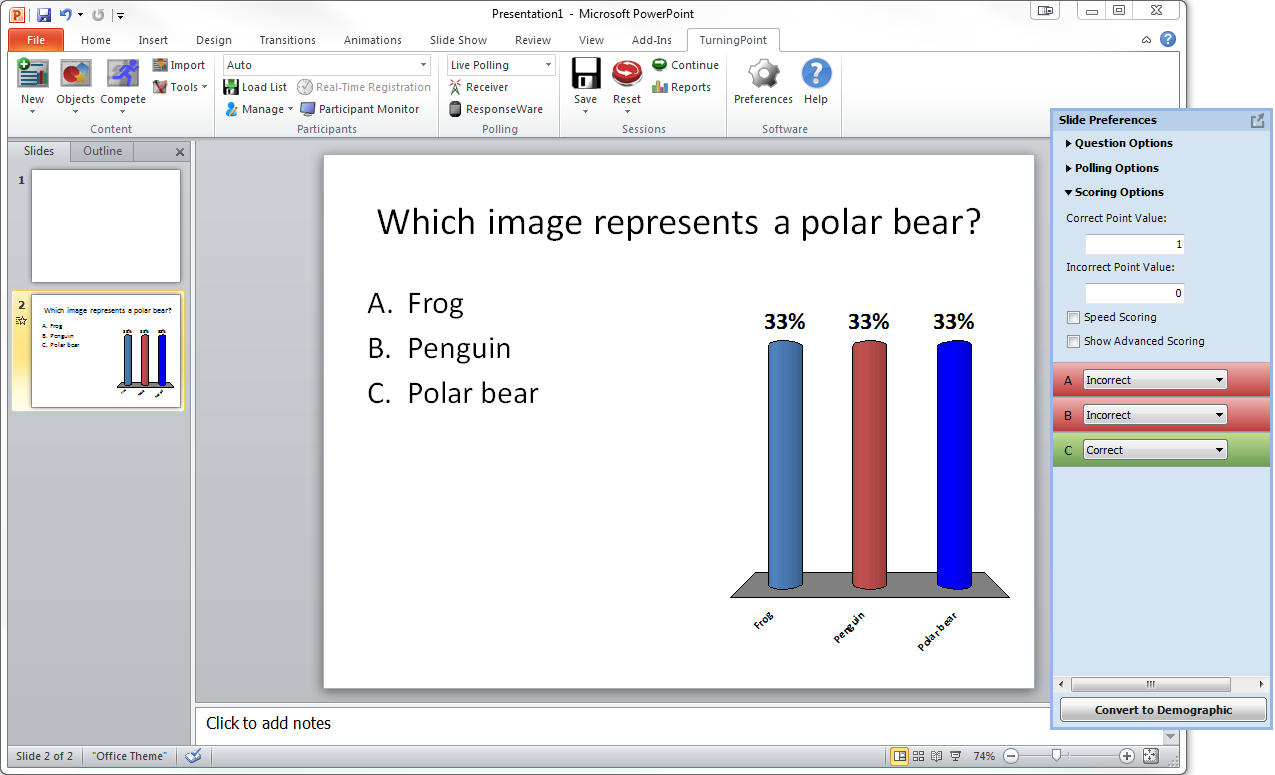 Presentation1 - Microsoft PowerPoint
File Home Insert Design Transitions Animations Slide Show Review View Add-Ins TurningPoint
New
Objects
Compete
Import
Tools
Content
Auto
Load List Real-Time Registration
Manage Participant Monitor
Participants
Live Polling
Receiver
ResponseWare
Polling
Save
Reset
Continue
Reports
Sessions
Preferences
Help
Software
Slides Outline
1
2
Which image represents a polar bear?
A. Frog
B. Penguin
C. Polar bear
33% 33% 33%
Which image represents a polar bear?
A. Frog
B. Penguin
C. Polar bear
33% 33% 33%
Frog Penguin Polar bear
Click to add notes
Slide Preferences
Question Options
Polling Options
Scoring Options
Correct Point Value:
1
Incorrect Point Value:
0
Speed Scoring
Show Advanced Scoring
A Incorrect
B Incorrect
C Correct
Convert to Demographic
Slide 2 of 2 "Office Theme" 74%